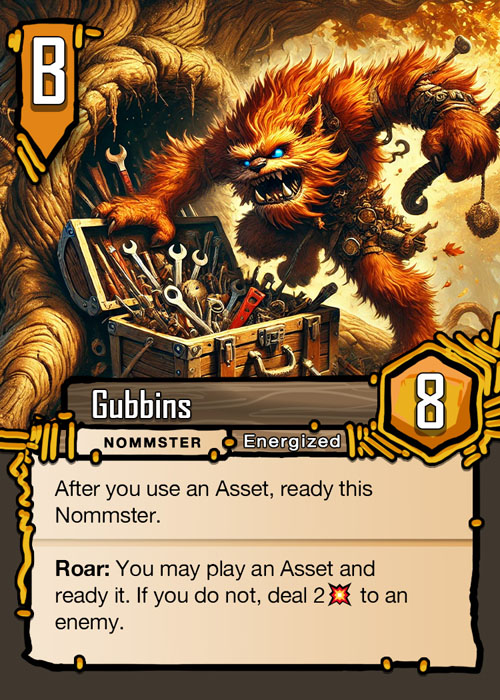 B
Gubbins
8
NOMMSTER
Energized
After you use an Asset, ready this
Nommster.
Roar: You may play an Asset and
ready it. If you do not, deal 2💥 to an
enemy.